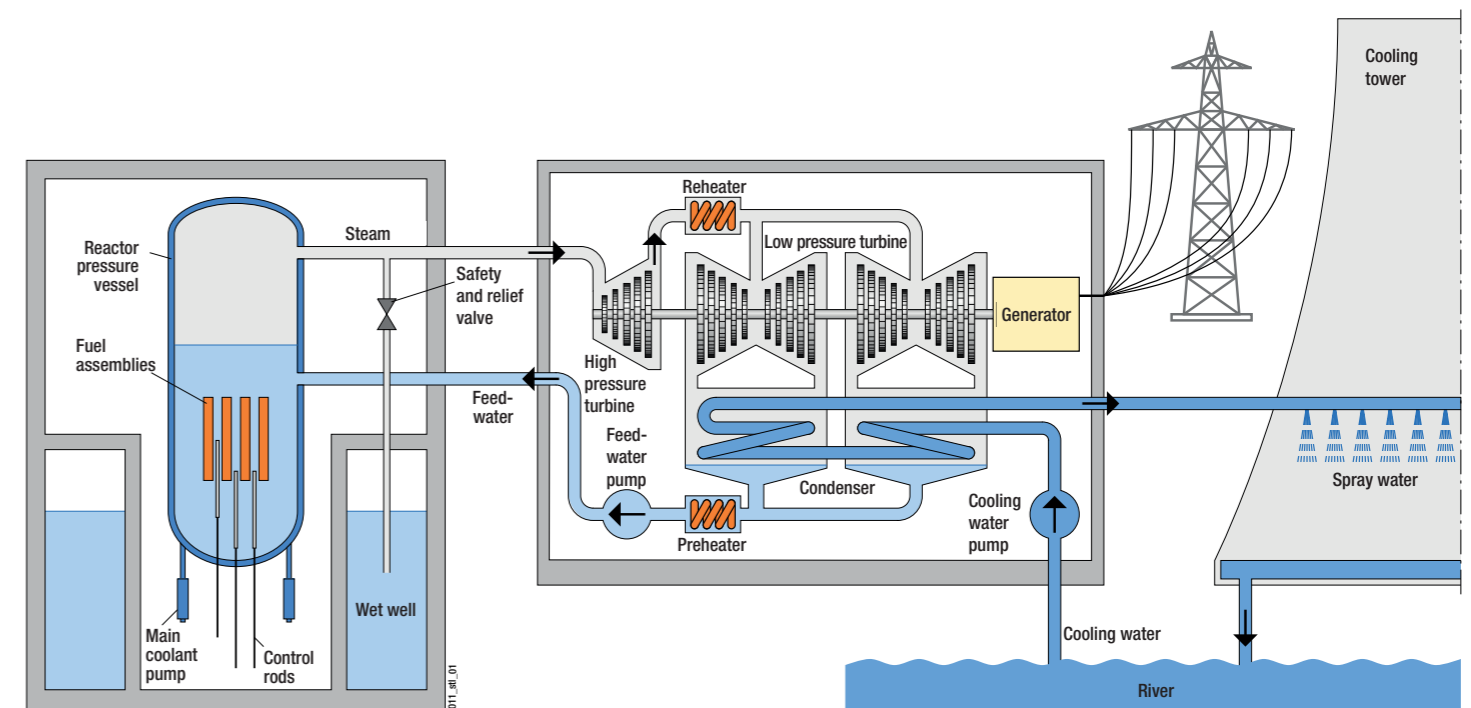 Cooling
tower
Reheater
Reactor
pressure
vessel
Steam
Low pressure turbine
Safety
and relief
valve
Generator
Fuel
assemblies
High
pressure
turbine
Feed-
water
Feed-
water
pump
Condenser
Cooling
water
pump
Spray water
Preheater
Wet well
Main
coolant
pump
Control
rods
Cooling water
River
011_stl_01